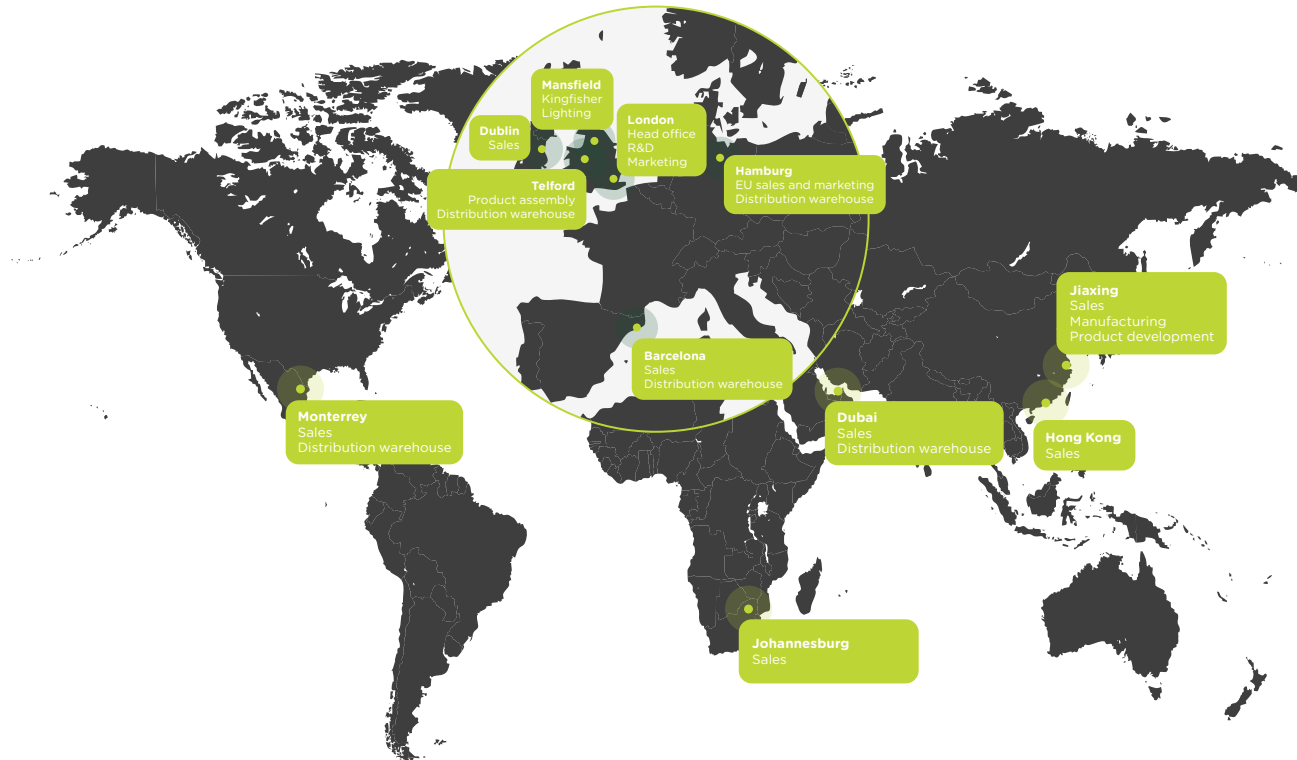 Mansfield
Kingfisher
Lighting
London
Head office
R&D
Marketing
Dublin
Sales
Hamburg
EU sales and marketing
Distribution warehouse
Telford
Product assembly
Distribution warehouse
Jiaxing
Sales
Manufacturing
Product development
Barcelona
Sales
Distribution warehouse
Monterrey
Sales
Distribution warehouse
Dubai
Sales
Distribution warehouse
Hong Kong
Sales
Johannesburg
Sales